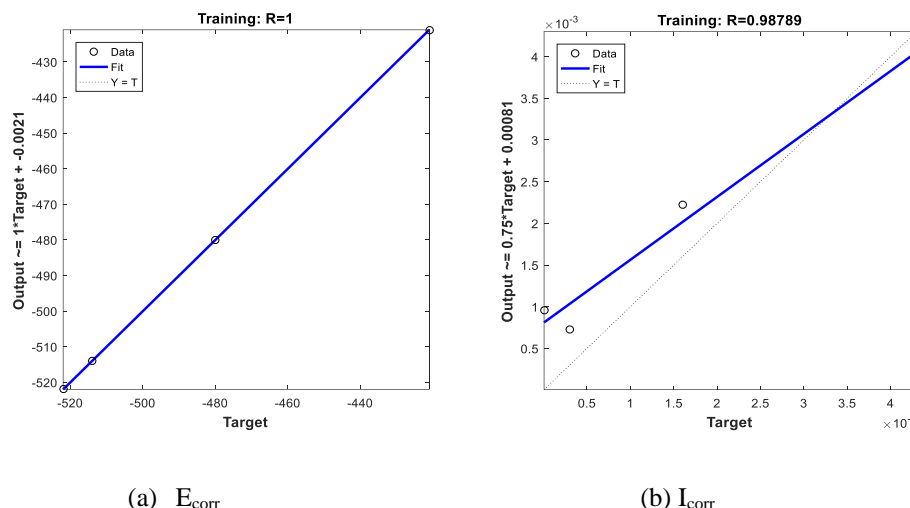 Training: R=1
Output ~= 1*Target + -0.0021
-430
-440
-450
-460
-470
-480
-490
-500
-510
-520
Data
Fit
Y = T
-520
-500
-480
-460
-440
Target
Training: R=0.98789
×10⁻³
Output ~= 0.75*Target + 0.00081
4
3.5
3
2.5
2
1.5
1
0.5
Data
Fit
Y = T
0.5
1
1.5
2
2.5
3
3.5
4
Target
×10
(a) E_corr
(b) I_corr